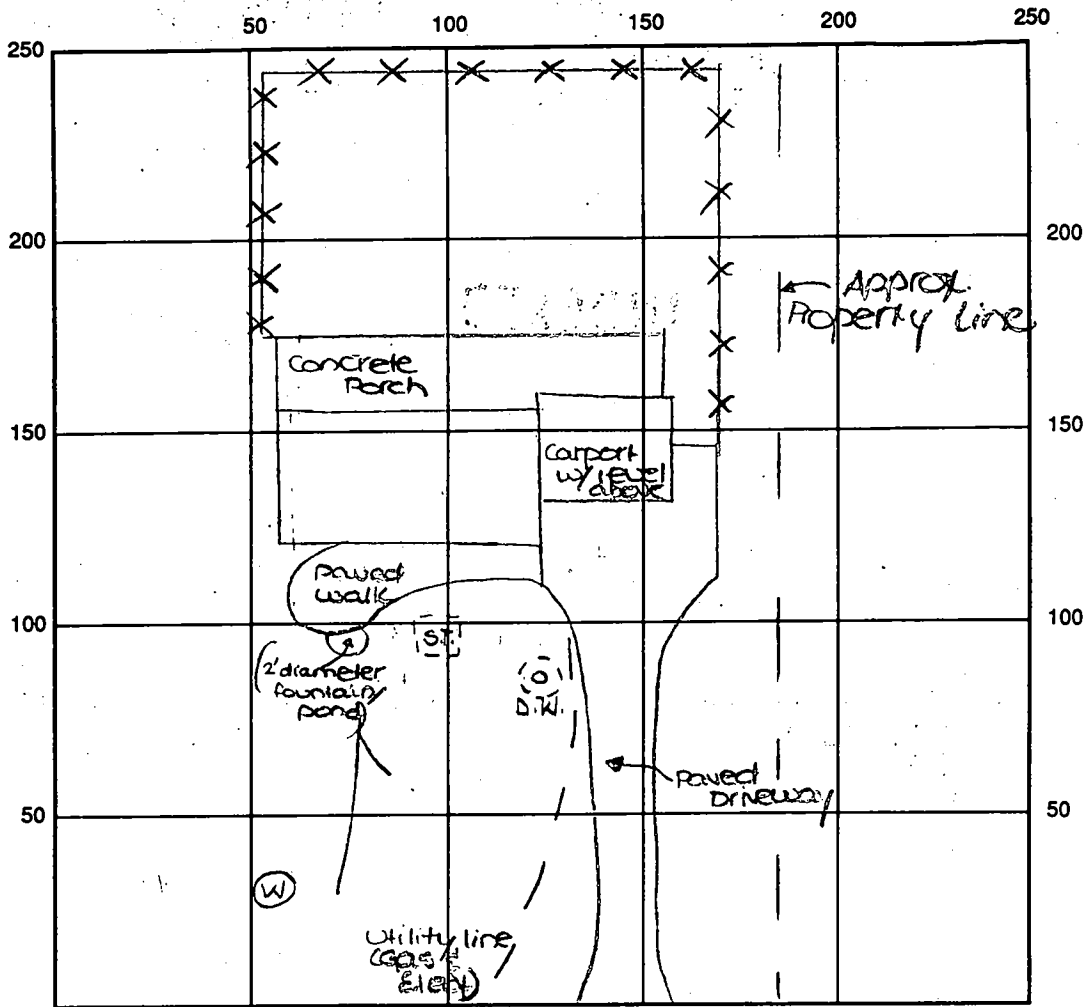 50 100 150 200 250
250
200 200
Approx.
Property Line
Concrete
Porch
150 150
Carport
w/ level
above
Paved
walk
100 100
S.T.
(2' diameter
fountain/
pond)
O
D.W.
Paved
Driveway
50 50
W
Utility line
(Gas &
Elect)